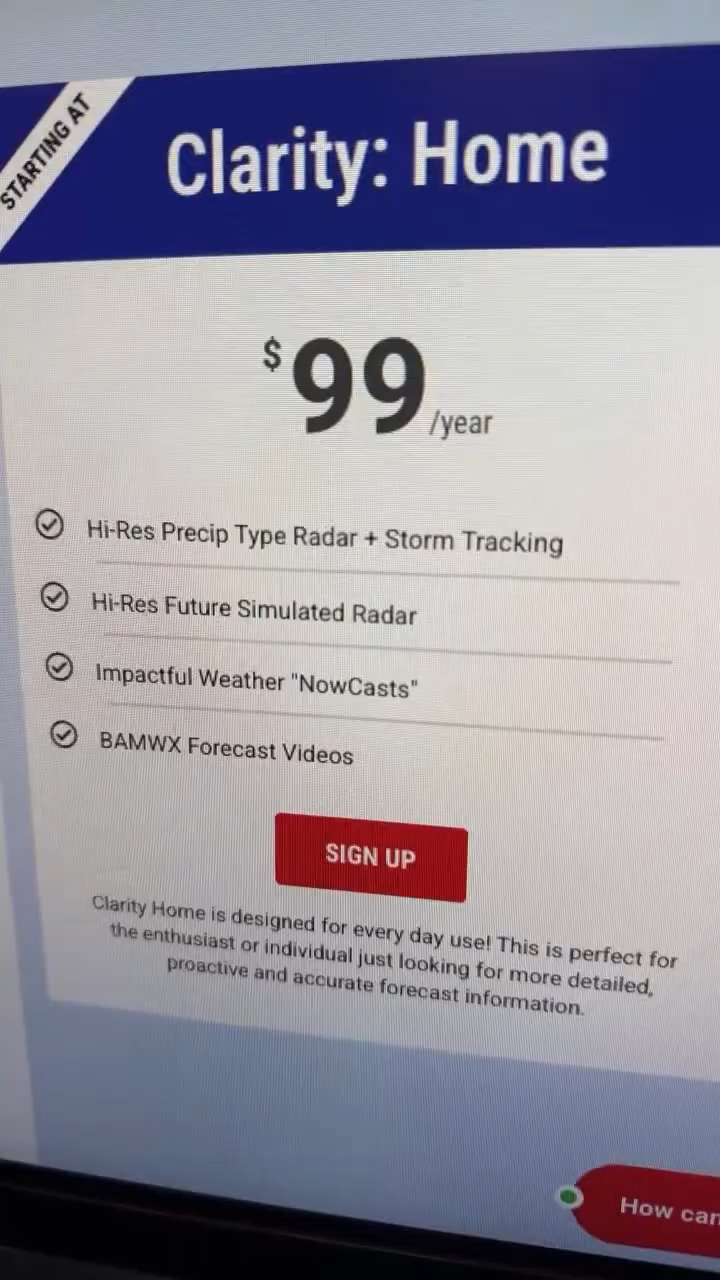 STARTING AT
Clarity: Home
$99/year
Hi-Res Precip Type Radar + Storm Tracking
Hi-Res Future Simulated Radar
Impactful Weather "NowCasts"
BAMWX Forecast Videos
SIGN UP
Clarity Home is designed for every day use! This is perfect for
the enthusiast or individual just looking for more detailed,
proactive and accurate forecast information.
How can